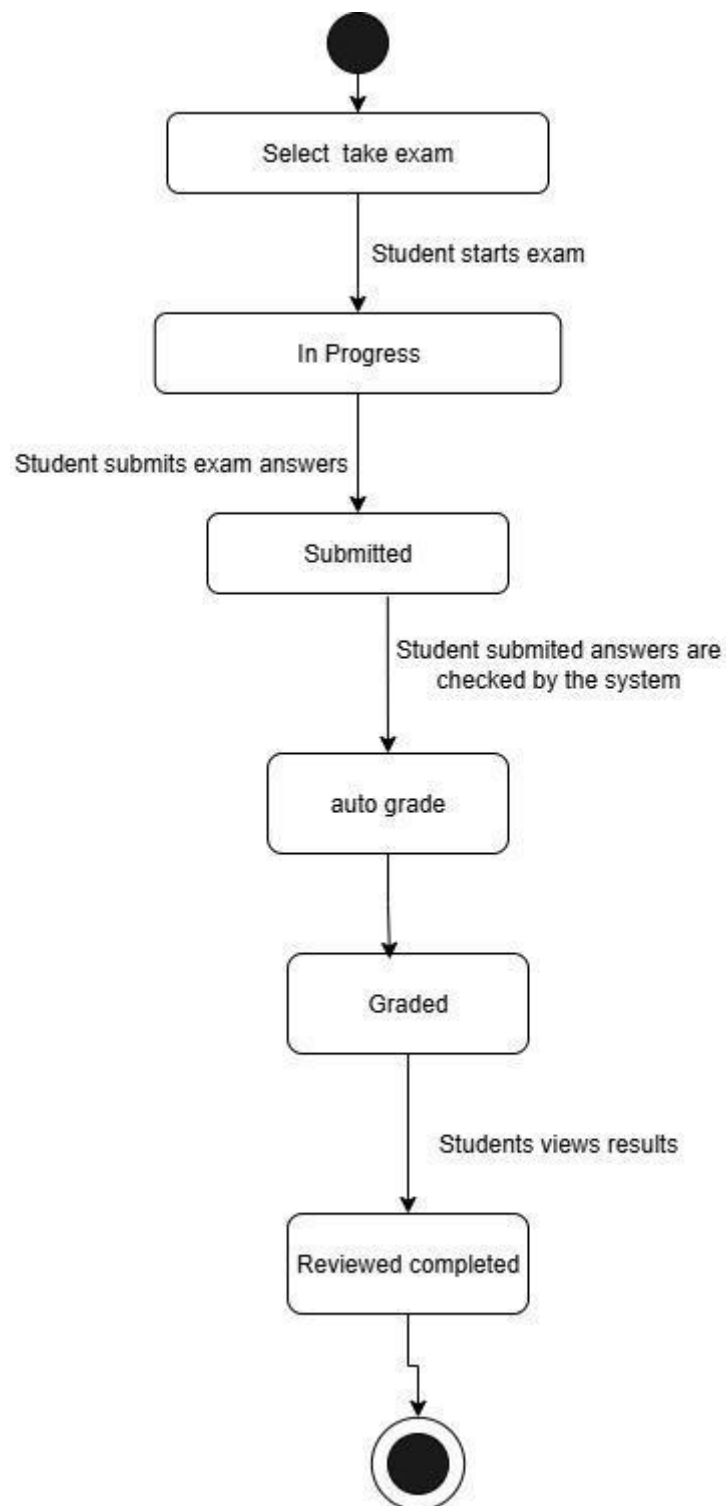 Select take exam
Student starts exam
In Progress
Student submits exam answers
Submitted
Student submited answers are
checked by the system
auto grade
Graded
Students views results
Reviewed completed